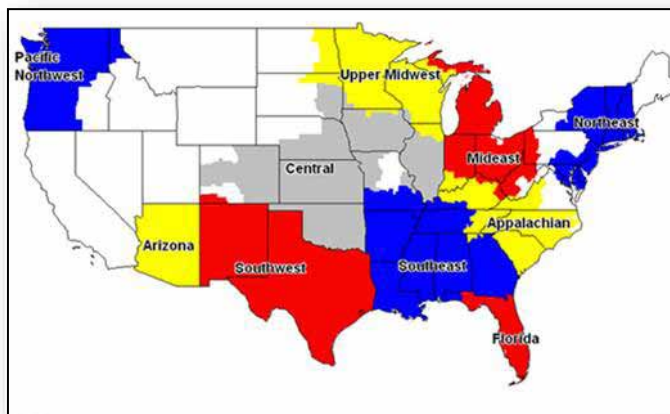 Pacific
Northwest
Upper Midwest
Northeast
Mideast
Central
Appalachian
Arizona
Southwest
Southeast
Florida